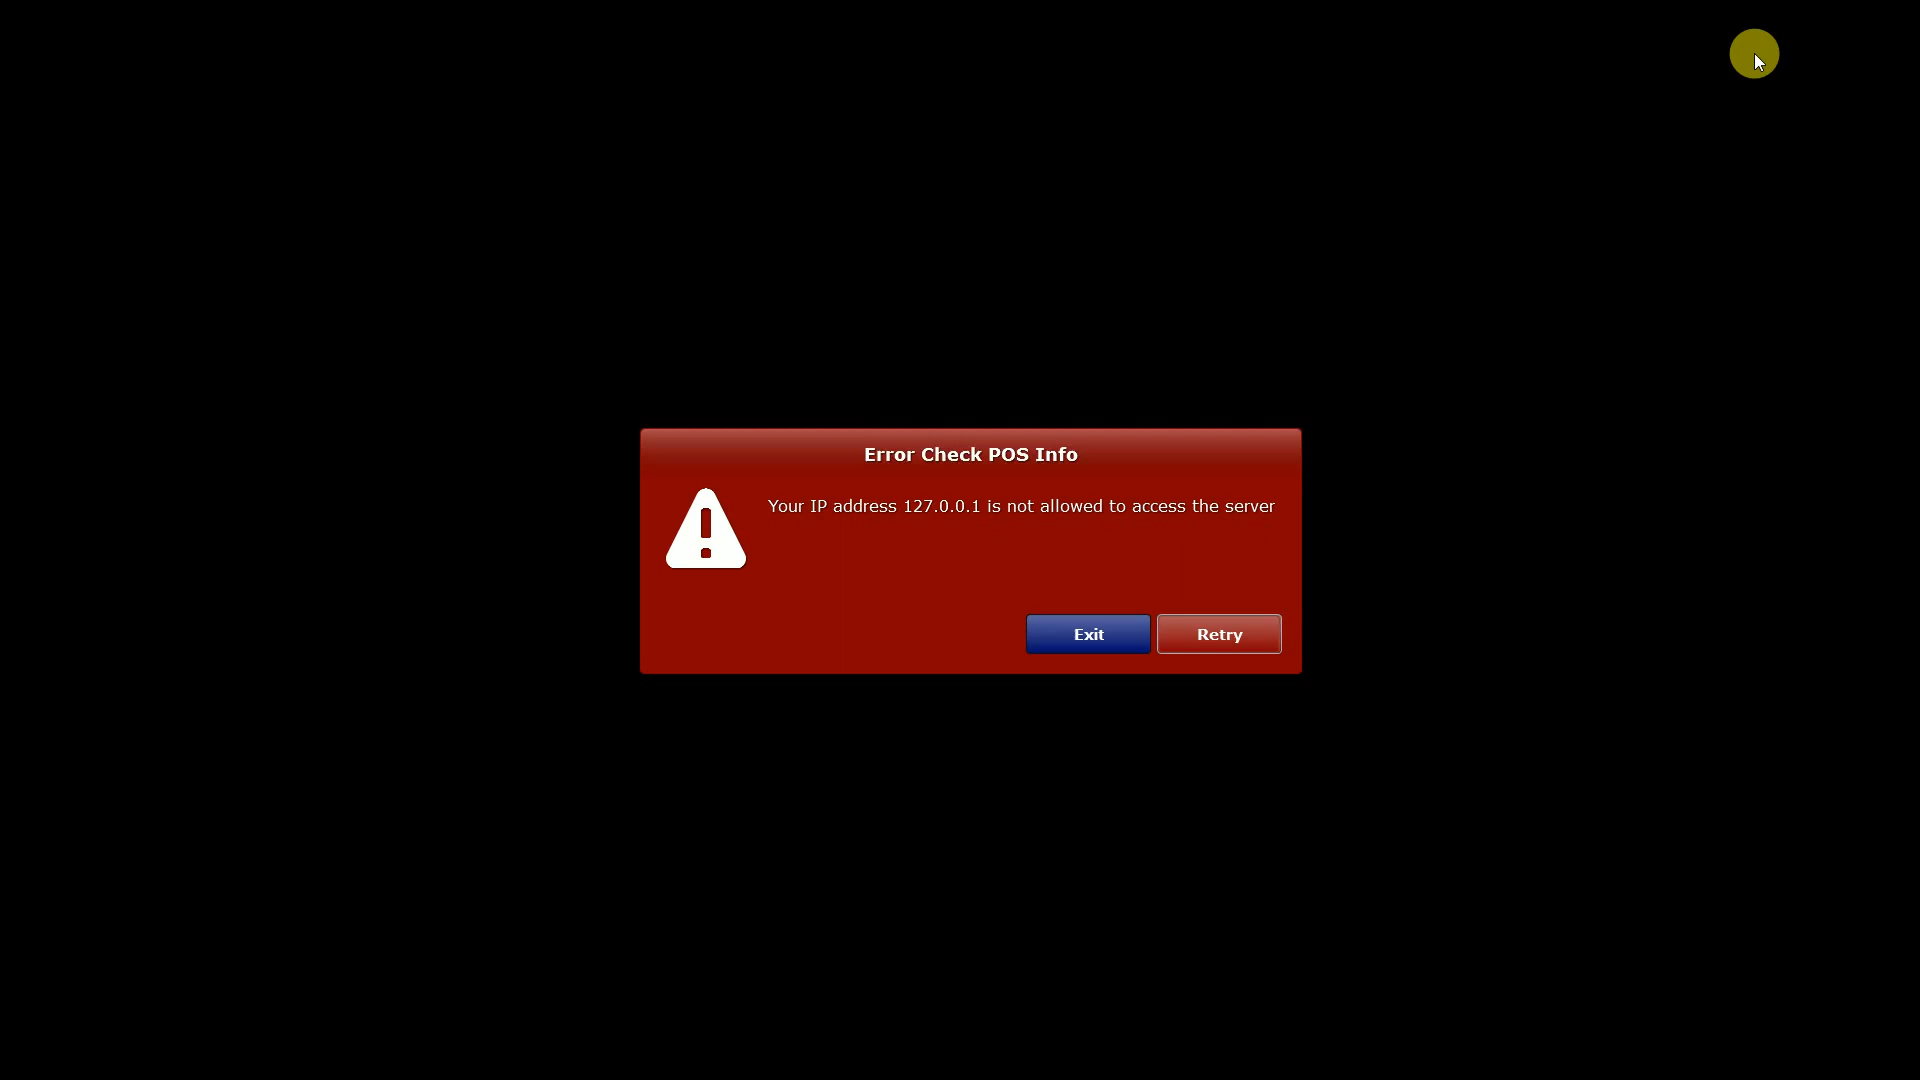 Error Check POS Info
Your IP address 127.0.0.1 is not allowed to access the server
Exit
Retry